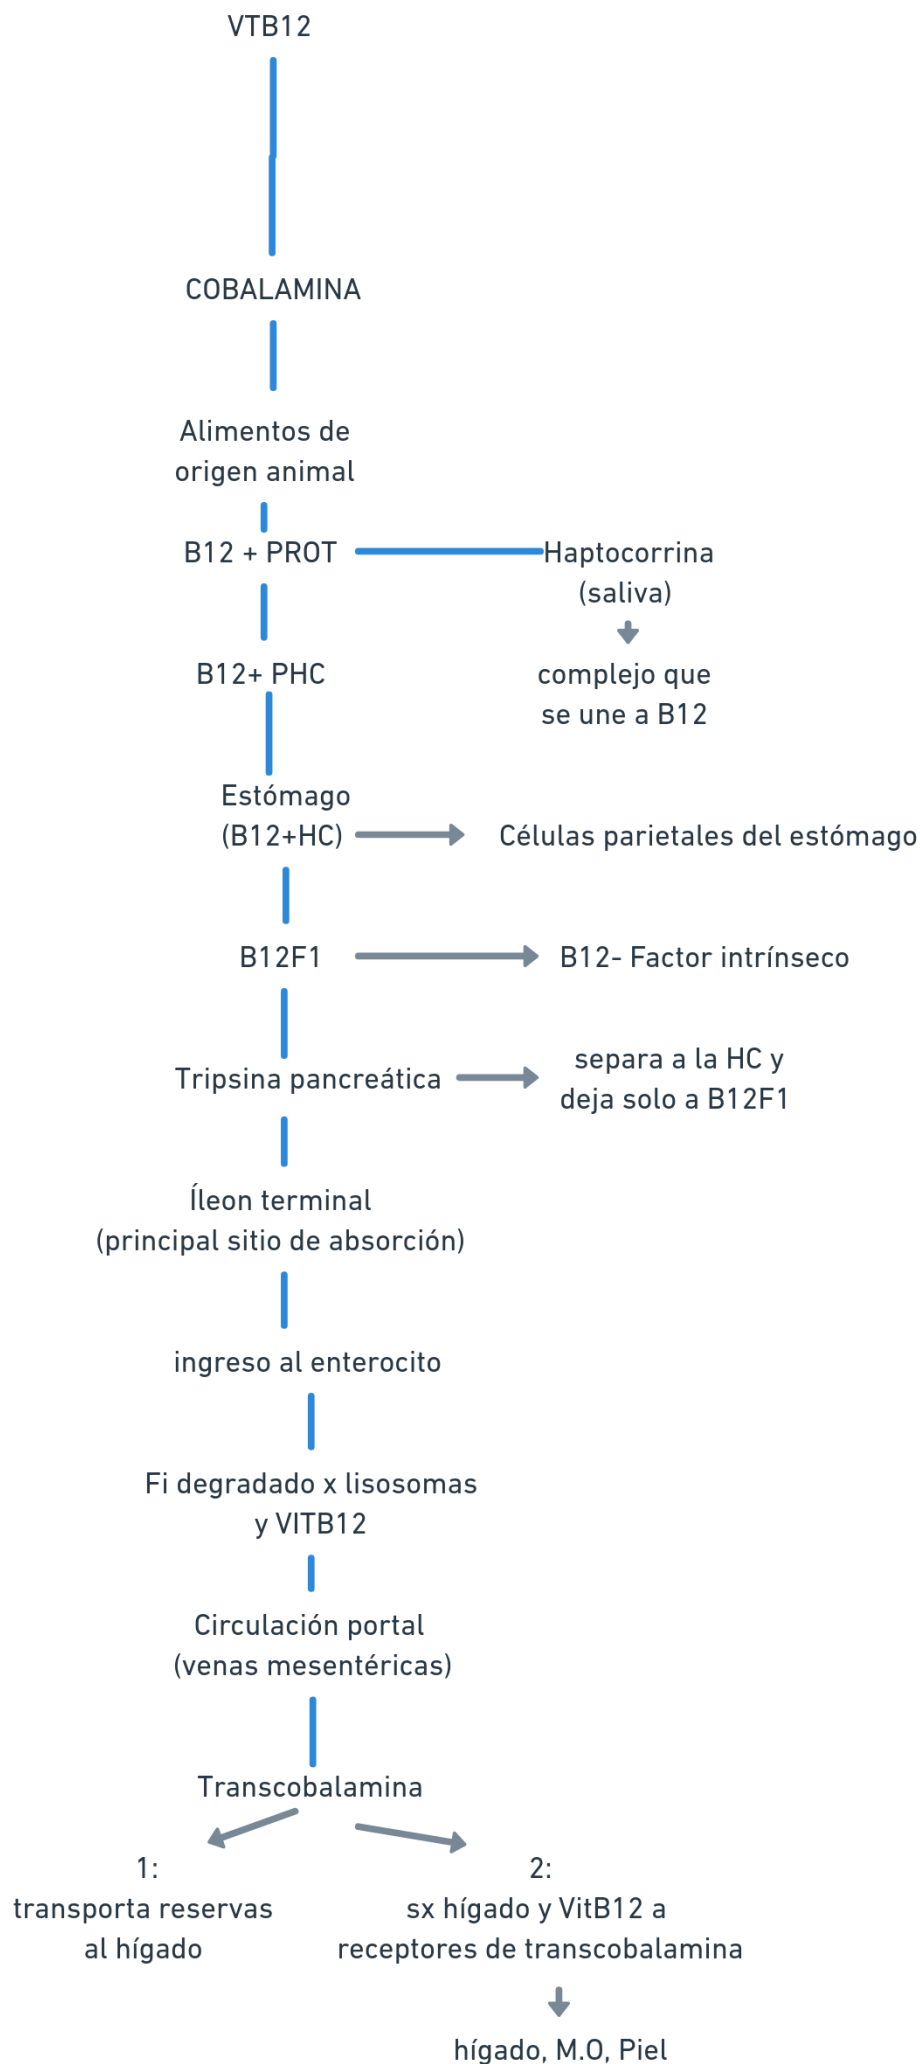 VTB12
COBALAMINA
Alimentos de
origen animal
B12 + PROT
Haptocorrina
(saliva)
B12+ PHC
complejo que
se une a B12
Estómago
(B12+HC)
Células parietales del estómago
B12F1
B12- Factor intrínseco
Tripsina pancreática
separa a la HC y
deja solo a B12F1
Íleon terminal
(principal sitio de absorción)
ingreso al enterocito
Fi degradado x lisosomas
y VITB12
Circulación portal
(venas mesentéricas)
Transcobalamina
1:
transporta reservas
al hígado
2:
sx hígado y VitB12 a
receptores de transcobalamina
hígado, M.O, Piel